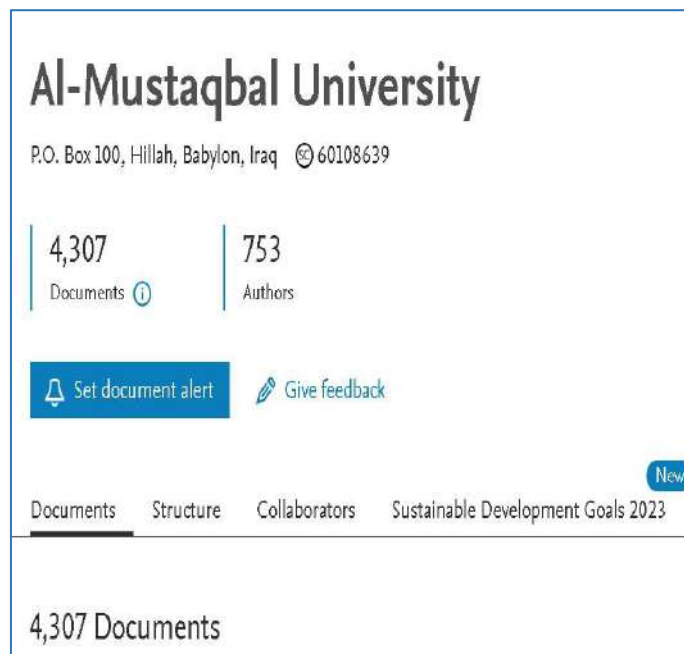 Al-Mustaqbal University
P.O. Box 100, Hillah, Babylon, Iraq SC 60108639
4,307 753
Documents i Authors
Set document alert Give feedback
New
Documents Structure Collaborators Sustainable Development Goals 2023
4,307 Documents